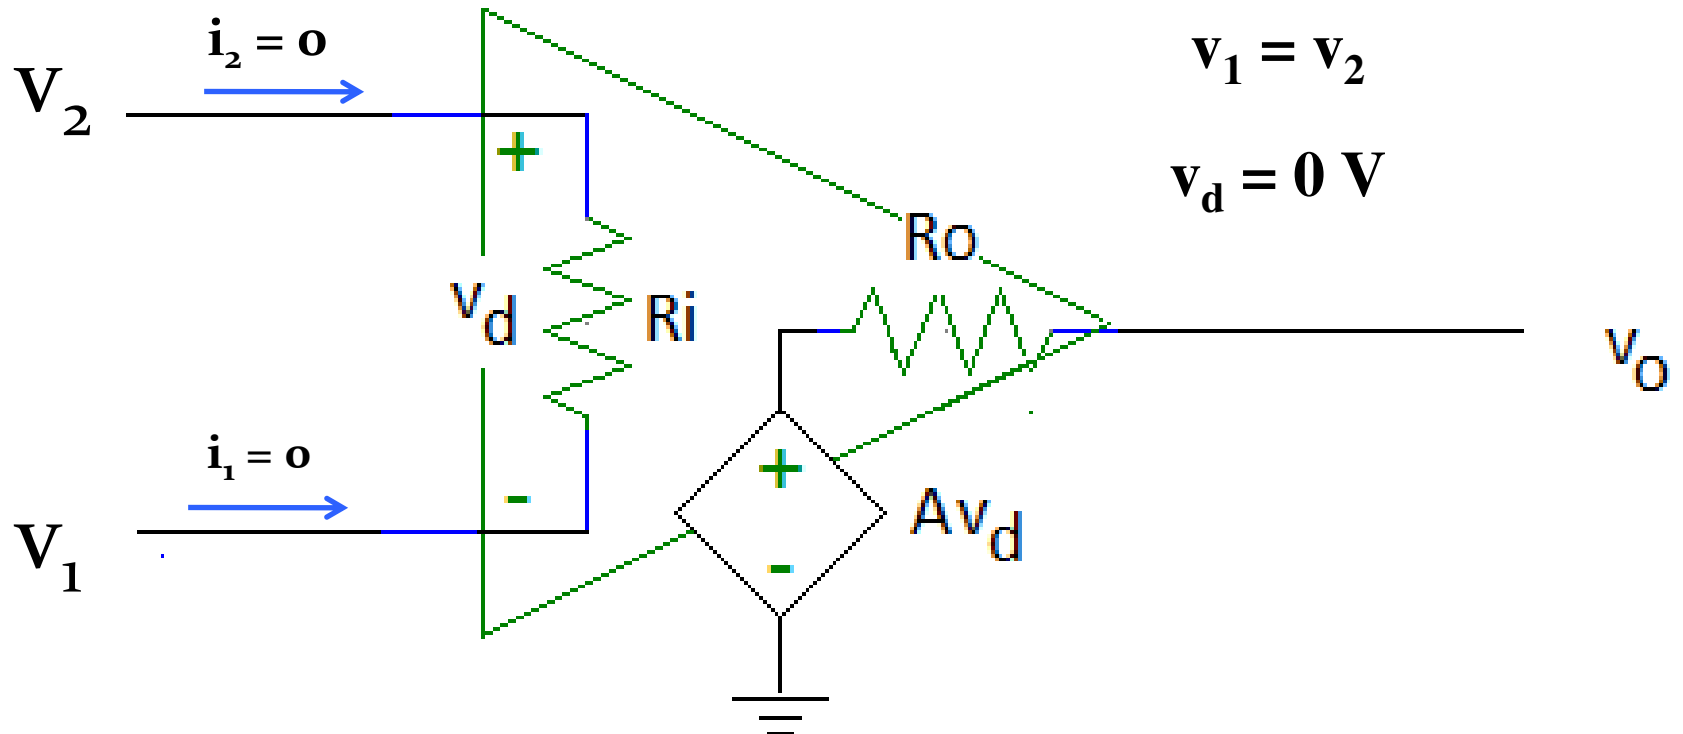 i₂ = 0
V₂
v₁ = v₂
+
v_d = 0 V
Ro
v_d
Ri
v_o
i₁ = 0
-
+
Av_d
V₁
-